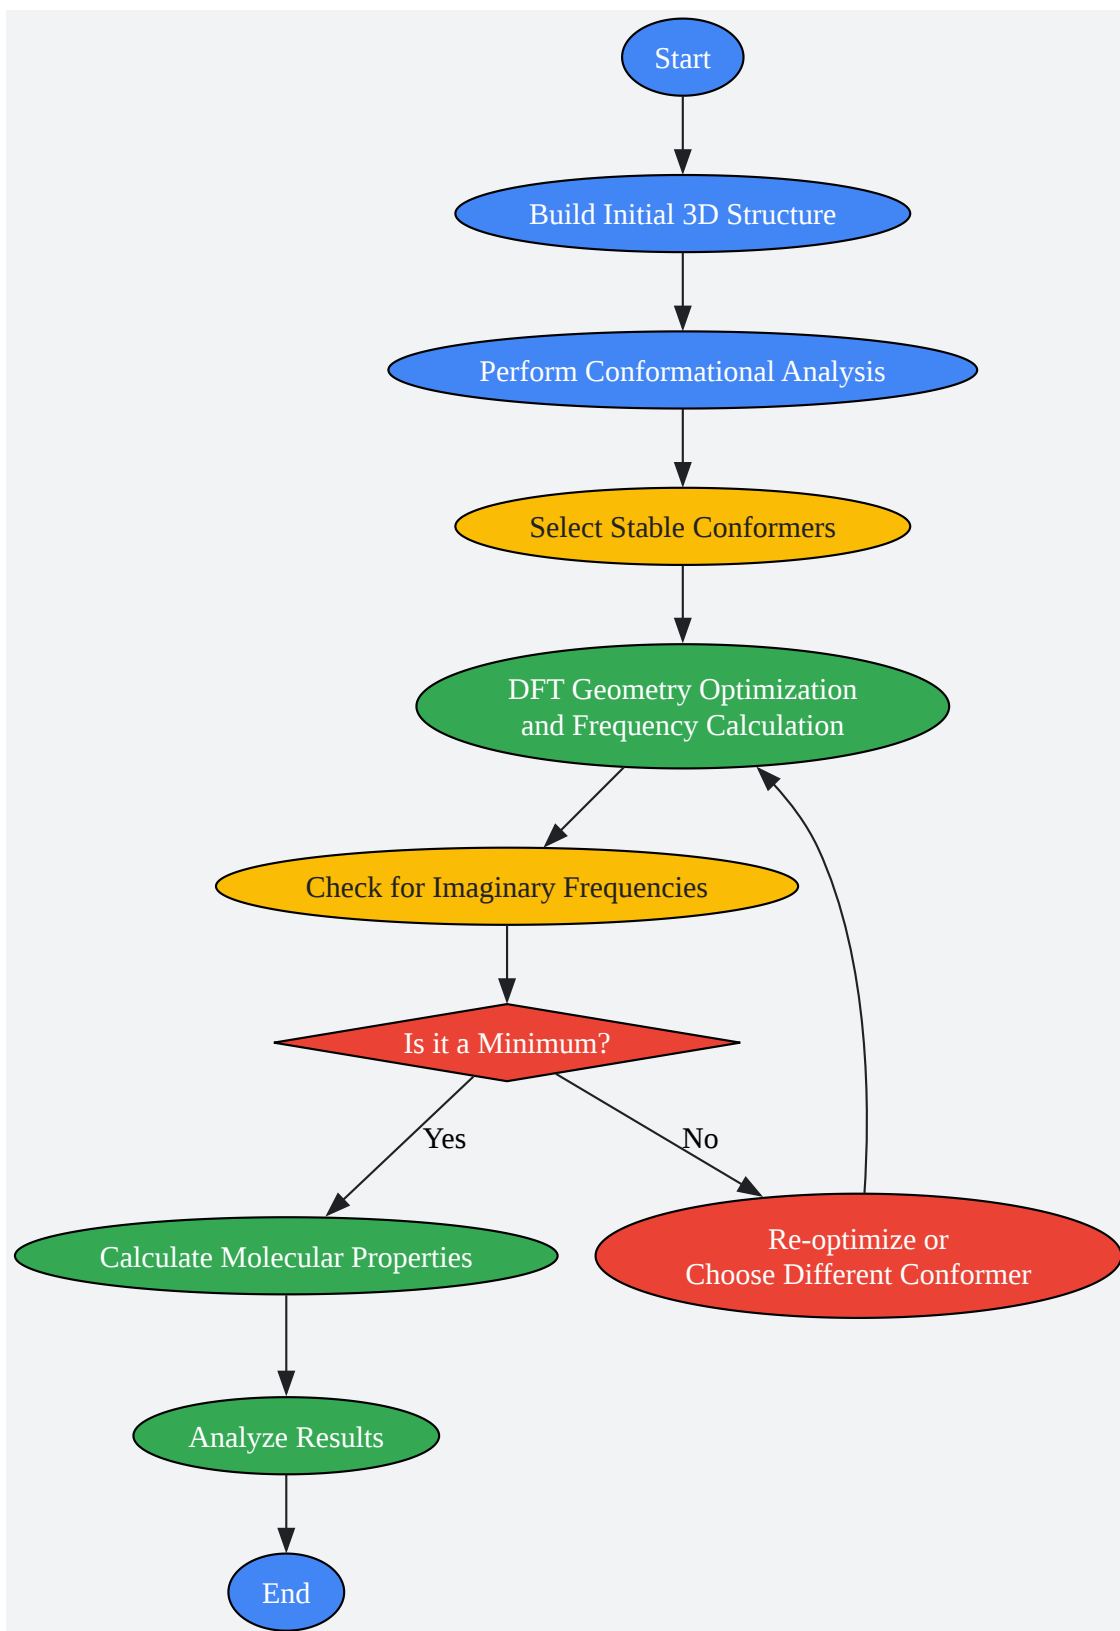 Start
Build Initial 3D Structure
Perform Conformational Analysis
Select Stable Conformers
DFT Geometry Optimization
and Frequency Calculation
Check for Imaginary Frequencies
Is it a Minimum?
Yes
No
Calculate Molecular Properties
Re-optimize or
Choose Different Conformer
Analyze Results
End